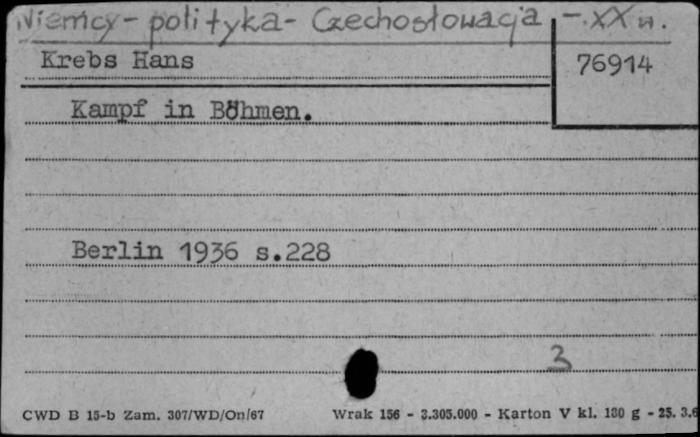 Niemcy - polityka - Czechosłowacja - XX w.
Krebs Hans
76914
Kampf in Böhmen.
Berlin 1936 s.228
3
CWD B 15-b Zam. 307/WD/On/67 Wrak 156 - 3.305.000 - Karton V kl. 180 g - 25. 3.6